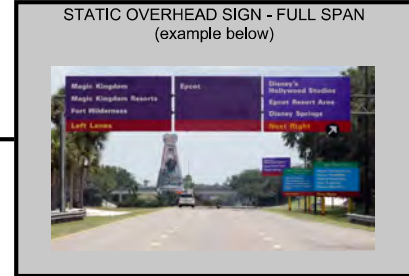 STATIC OVERHEAD SIGN - FULL SPAN
(example below)
Magic Kingdom
Magic Kingdom Resorts
Fort Wilderness
Left Lanes
Epcot
Disney's
Hollywood Studios
Epcot Resort Area
Disney Springs
Next Right